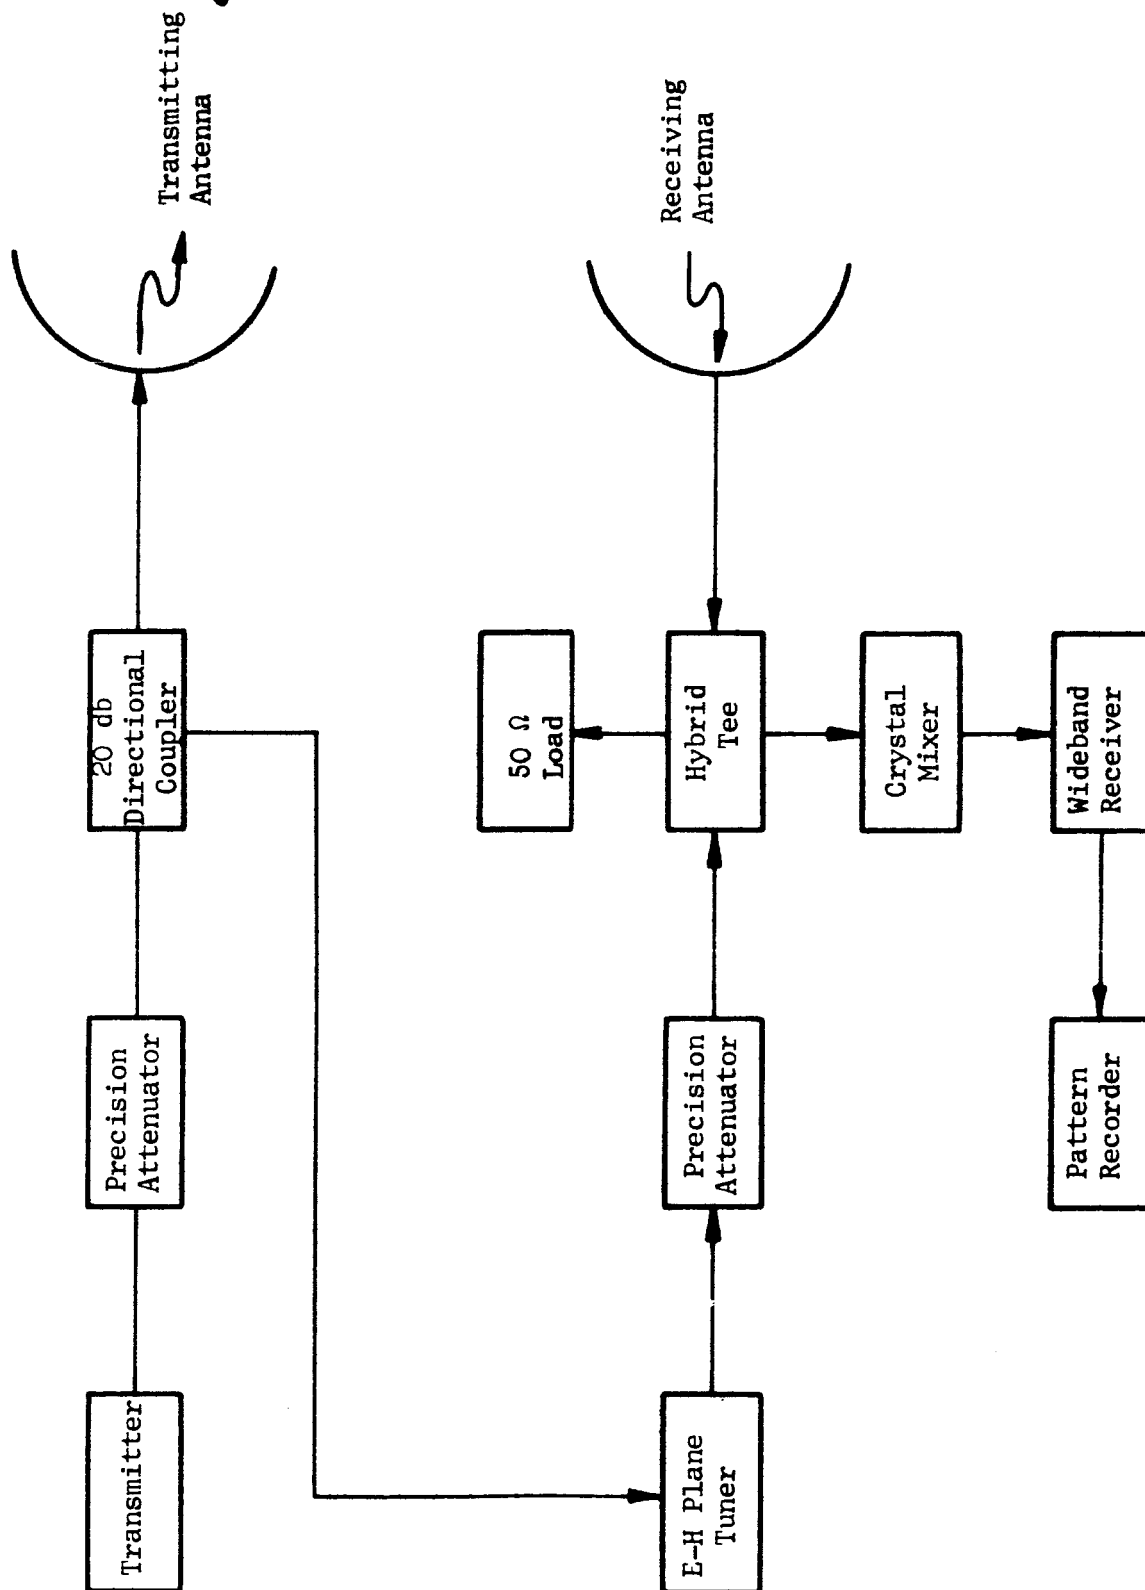 Transmitter
Precision
Attenuator
20 db
Directional
Coupler
Transmitting
Antenna
50 Ω
Load
E-H Plane
Tuner
Precision
Attenuator
Hybrid
Tee
Receiving
Antenna
Crystal
Mixer
Pattern
Recorder
Wideband
Receiver